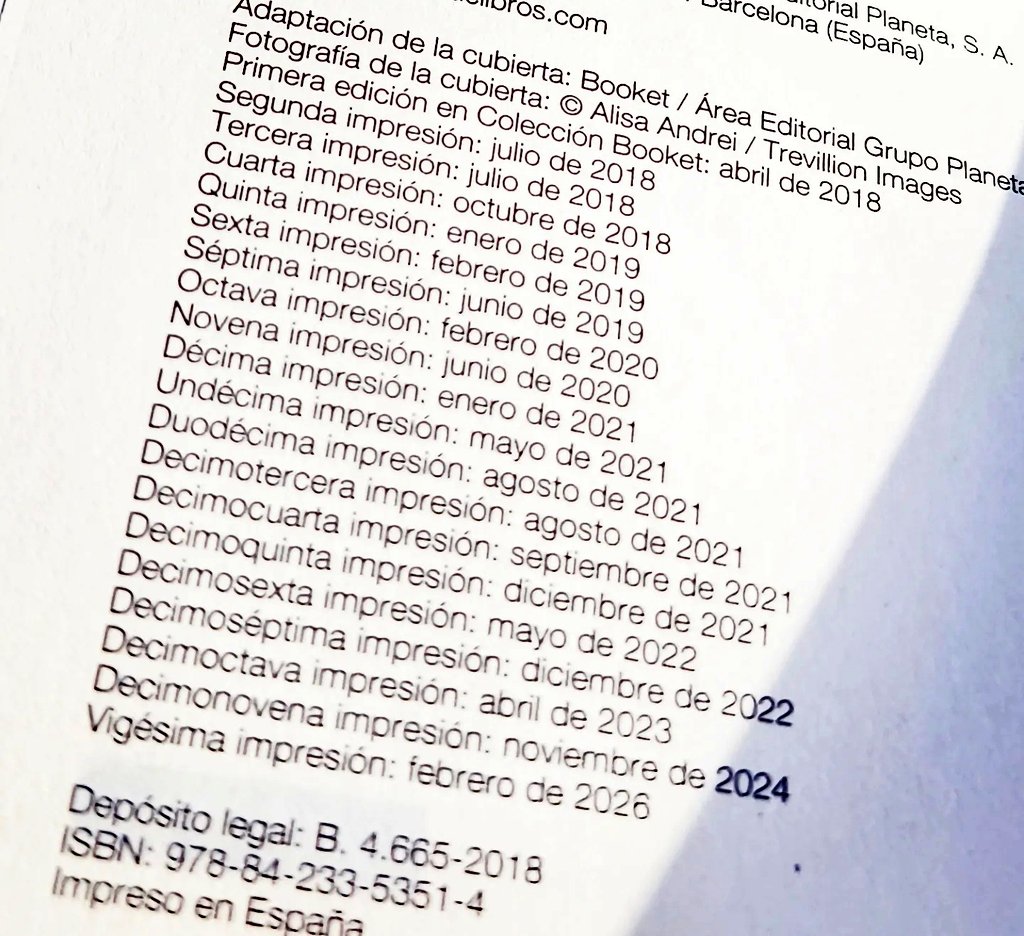 Editorial Planeta, S. A.
Barcelona (España)
libros.com
Adaptación de la cubierta: Booket / Área Editorial Grupo Planeta
Fotografía de la cubierta: © Alisa Andrei / Trevillion Images
Primera edición en Colección Booket: abril de 2018
Segunda impresión: julio de 2018
Tercera impresión: julio de 2018
Cuarta impresión: octubre de 2018
Quinta impresión: enero de 2019
Sexta impresión: febrero de 2019
Séptima impresión: junio de 2019
Octava impresión: febrero de 2020
Novena impresión: junio de 2020
Décima impresión: enero de 2021
Undécima impresión: mayo de 2021
Duodécima impresión: agosto de 2021
Decimotercera impresión: agosto de 2021
Decimocuarta impresión: septiembre de 2021
Decimoquinta impresión: diciembre de 2021
Decimosexta impresión: mayo de 2022
Decimoséptima impresión: diciembre de 2022
Decimoctava impresión: abril de 2023
Decimonovena impresión: noviembre de 2024
Vigésima impresión: febrero de 2026
Depósito legal: B. 4.665-2018
ISBN: 978-84-233-5351-4
Impreso en España